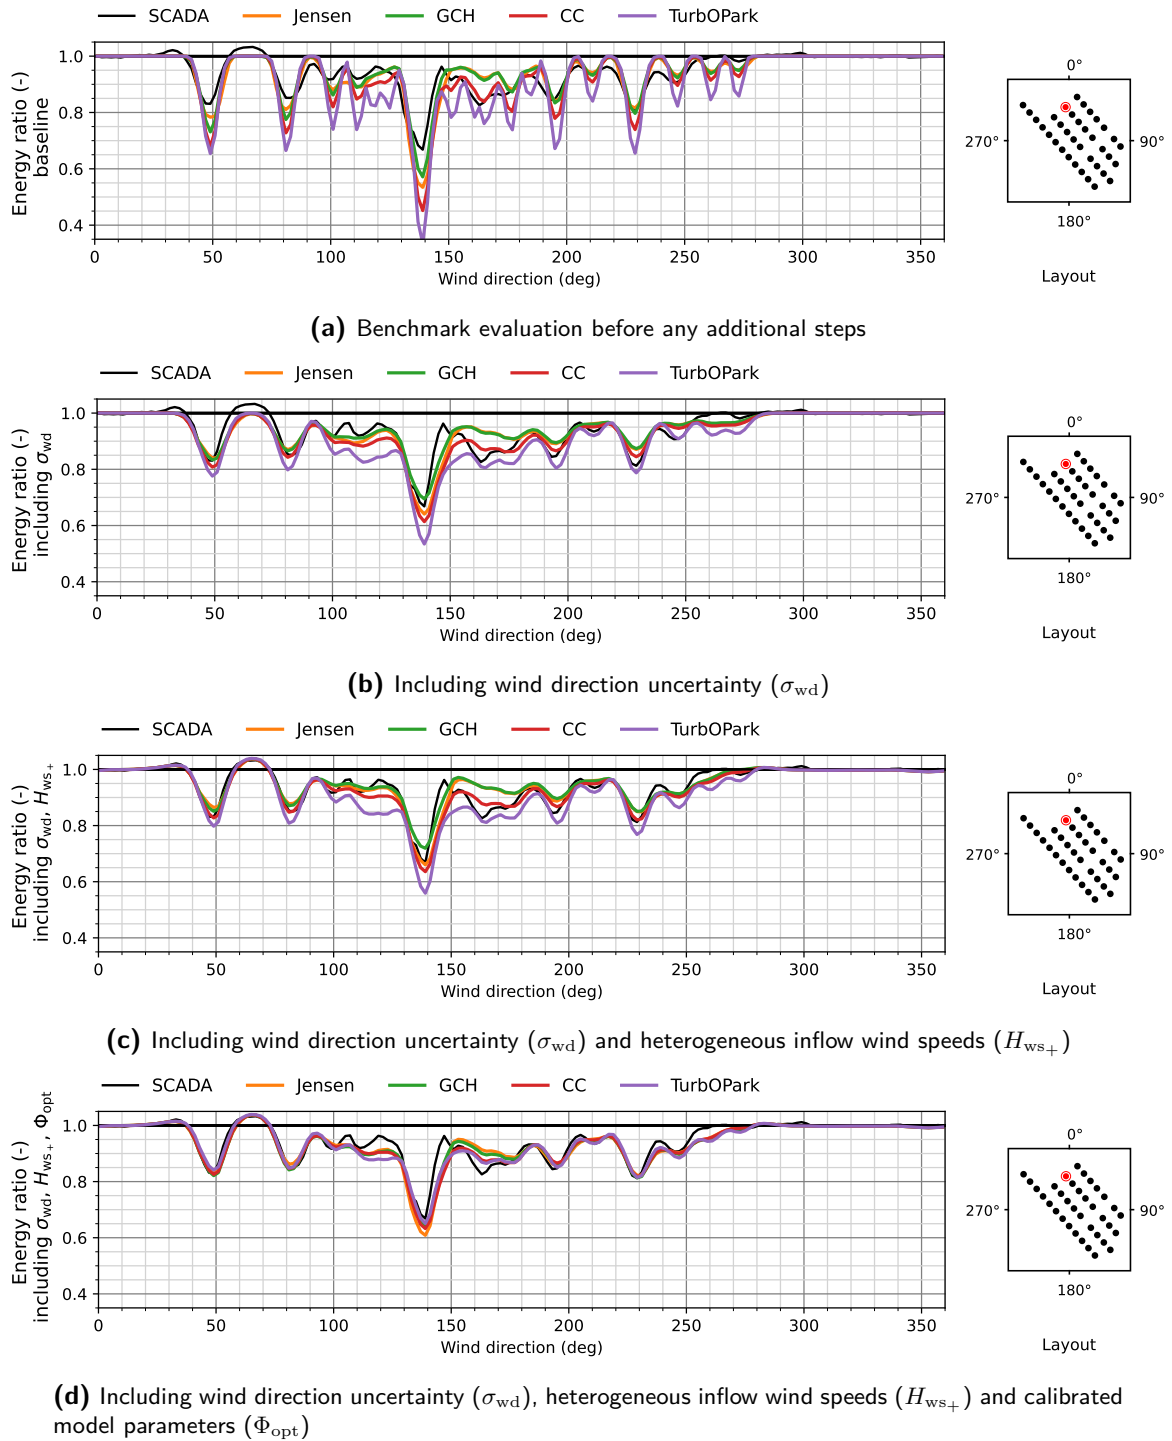 SCADA Jensen GCH CC TurbOPark
Energy ratio (-)
baseline
1.0
0.8
0.6
0.4
0 50 100 150 200 250 300 350
Wind direction (deg)
0°
270° 90°
180°
Layout
(a) Benchmark evaluation before any additional steps
SCADA Jensen GCH CC TurbOPark
Energy ratio (-)
including σwd
1.0
0.8
0.6
0.4
0 50 100 150 200 250 300 350
Wind direction (deg)
0°
270° 90°
180°
Layout
(b) Including wind direction uncertainty (σwd)
SCADA Jensen GCH CC TurbOPark
Energy ratio (-)
including σwd, Hws+
1.0
0.8
0.6
0.4
0 50 100 150 200 250 300 350
Wind direction (deg)
0°
270° 90°
180°
Layout
(c) Including wind direction uncertainty (σwd) and heterogeneous inflow wind speeds (Hws+)
SCADA Jensen GCH CC TurbOPark
Energy ratio (-)
including σwd, Hws+, Φopt
1.0
0.8
0.6
0.4
0 50 100 150 200 250 300 350
Wind direction (deg)
0°
270° 90°
180°
Layout
(d) Including wind direction uncertainty (σwd), heterogeneous inflow wind speeds (Hws+) and calibrated
model parameters (Φopt)